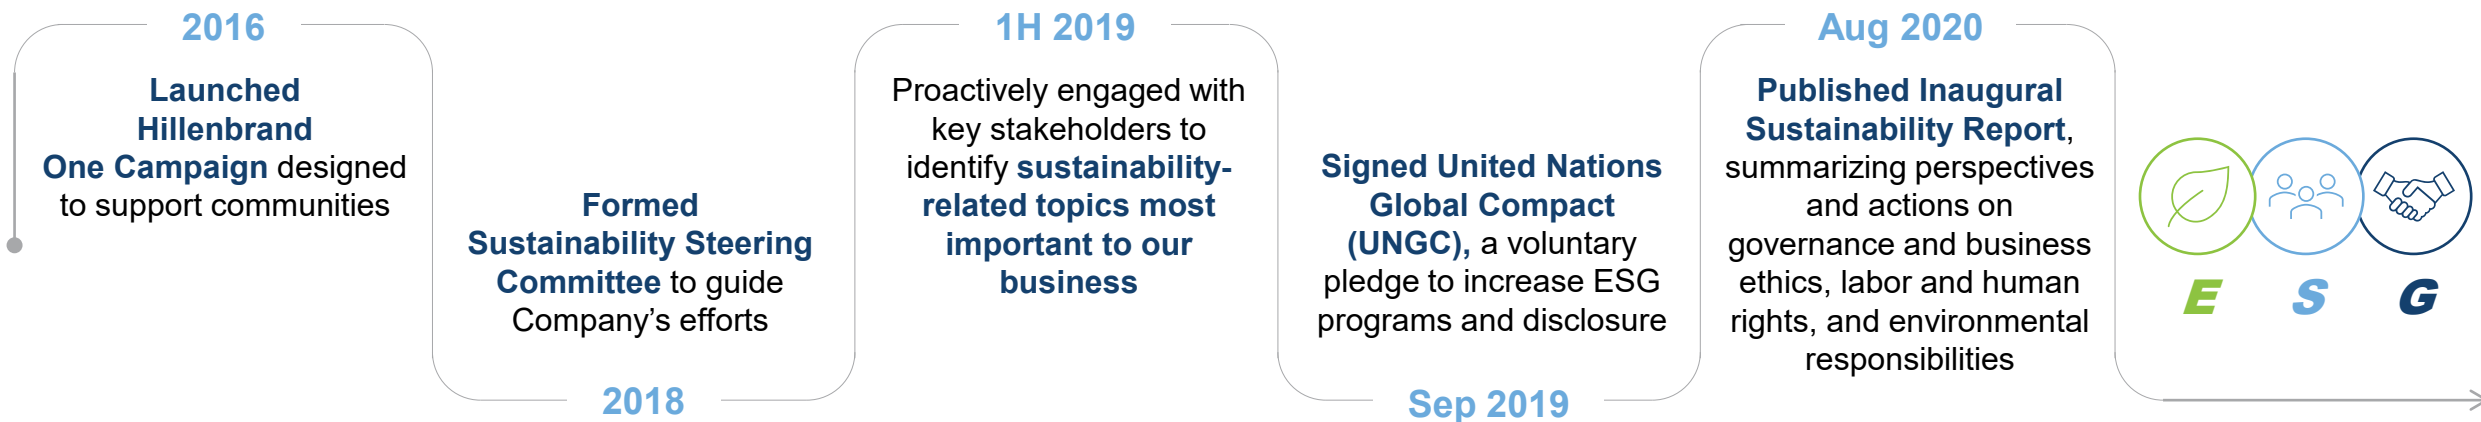 2016
Launched
Hillenbrand
One Campaign designed
to support communities
Formed
Sustainability Steering
Committee to guide
Company’s efforts
2018
1H 2019
Proactively engaged with
key stakeholders to
identify sustainability-
related topics most
important to our
business
Signed United Nations
Global Compact
(UNGC), a voluntary
pledge to increase ESG
programs and disclosure
Sep 2019
Aug 2020
Published Inaugural
Sustainability Report,
summarizing perspectives
and actions on
governance and business
ethics, labor and human
rights, and environmental
responsibilities
E S G